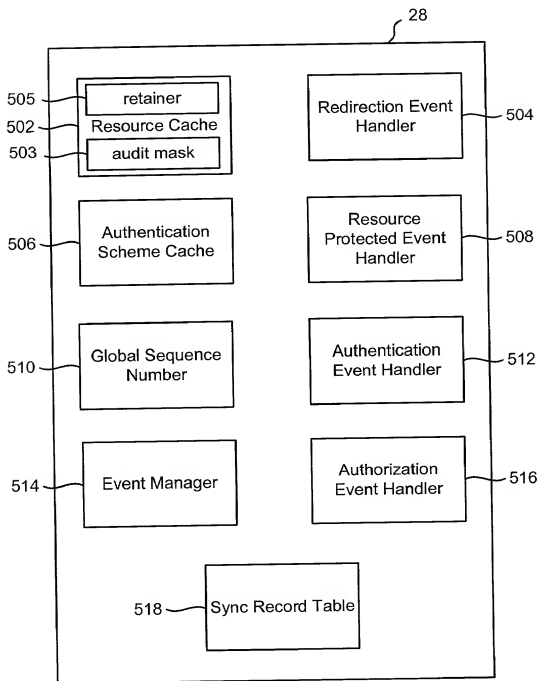 28
505
retainer
502
Resource Cache
503
audit mask
Redirection Event
Handler
504
506
Authentication
Scheme Cache
Resource
Protected Event
Handler
508
510
Global Sequence
Number
Authentication
Event Handler
512
514
Event Manager
Authorization
Event Handler
516
518
Sync Record Table